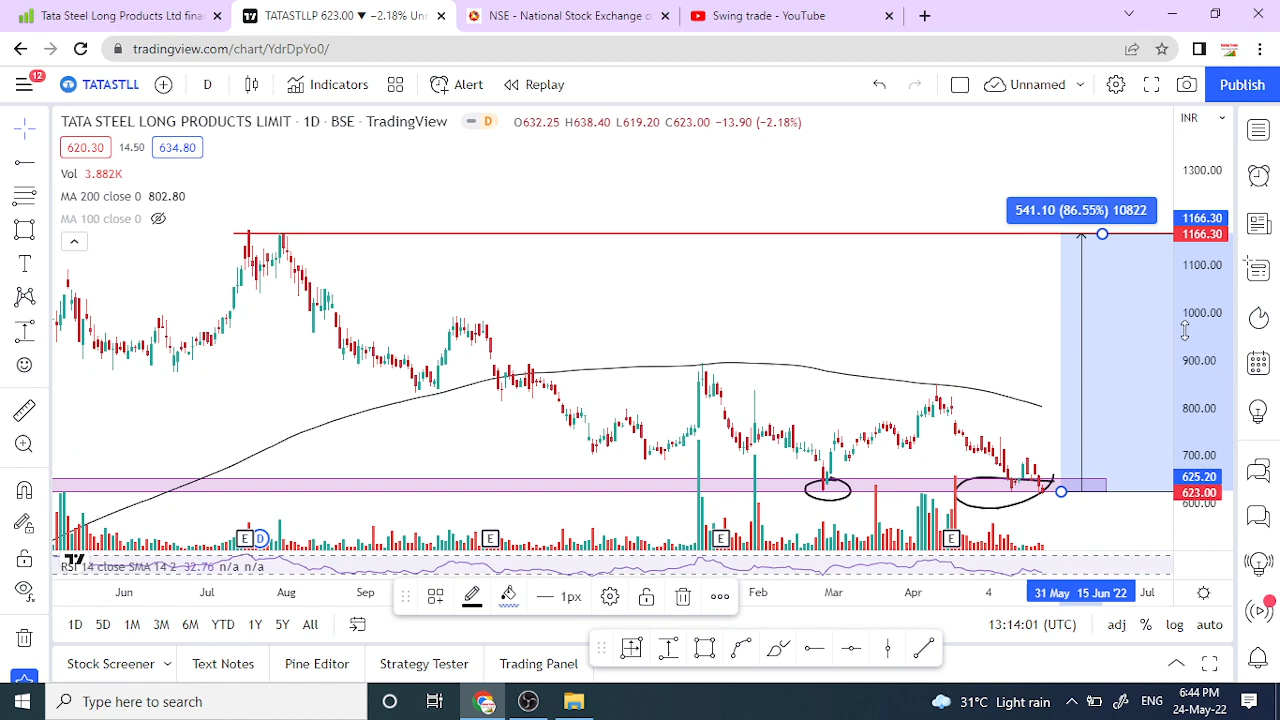 Tata Steel Long Products Ltd finar
TATASTLLP 623.00 ▼ −2.18% Unr
NSE - National Stock Exchange o
Swing trade - YouTube
tradingview.com/chart/YdrDpYo0/
12
TATASTLL
D
Indicators
Alert
Replay
Unnamed
Publish
TATA STEEL LONG PRODUCTS LIMIT · 1D · BSE · TradingView
D
O632.25 H638.40 L619.20 C623.00 −13.90 (−2.18%)
INR
620.30
14.50
634.80
Vol 3.882K
MA 200 close 0 802.80
MA 100 close 0
541.10 (86.55%) 10822
1300.00
1166.30
1166.30
1100.00
1000.00
900.00
800.00
700.00
625.20
623.00
600.00
E D E E E
RSI 14 close SMA 14 2 32.76 n/a n/a
Jun Jul Aug Sep Feb Mar Apr 4 31 May 15 Jun '22 Jul
1px
1D 5D 1M 3M 6M YTD 1Y 5Y All
13:14:01 (UTC)
adj % log auto
Stock Screener
Text Notes
Pine Editor
Strategy Tester
Trading Panel
Type here to search
31°C Light rain
ENG
6:44 PM
24-May-22